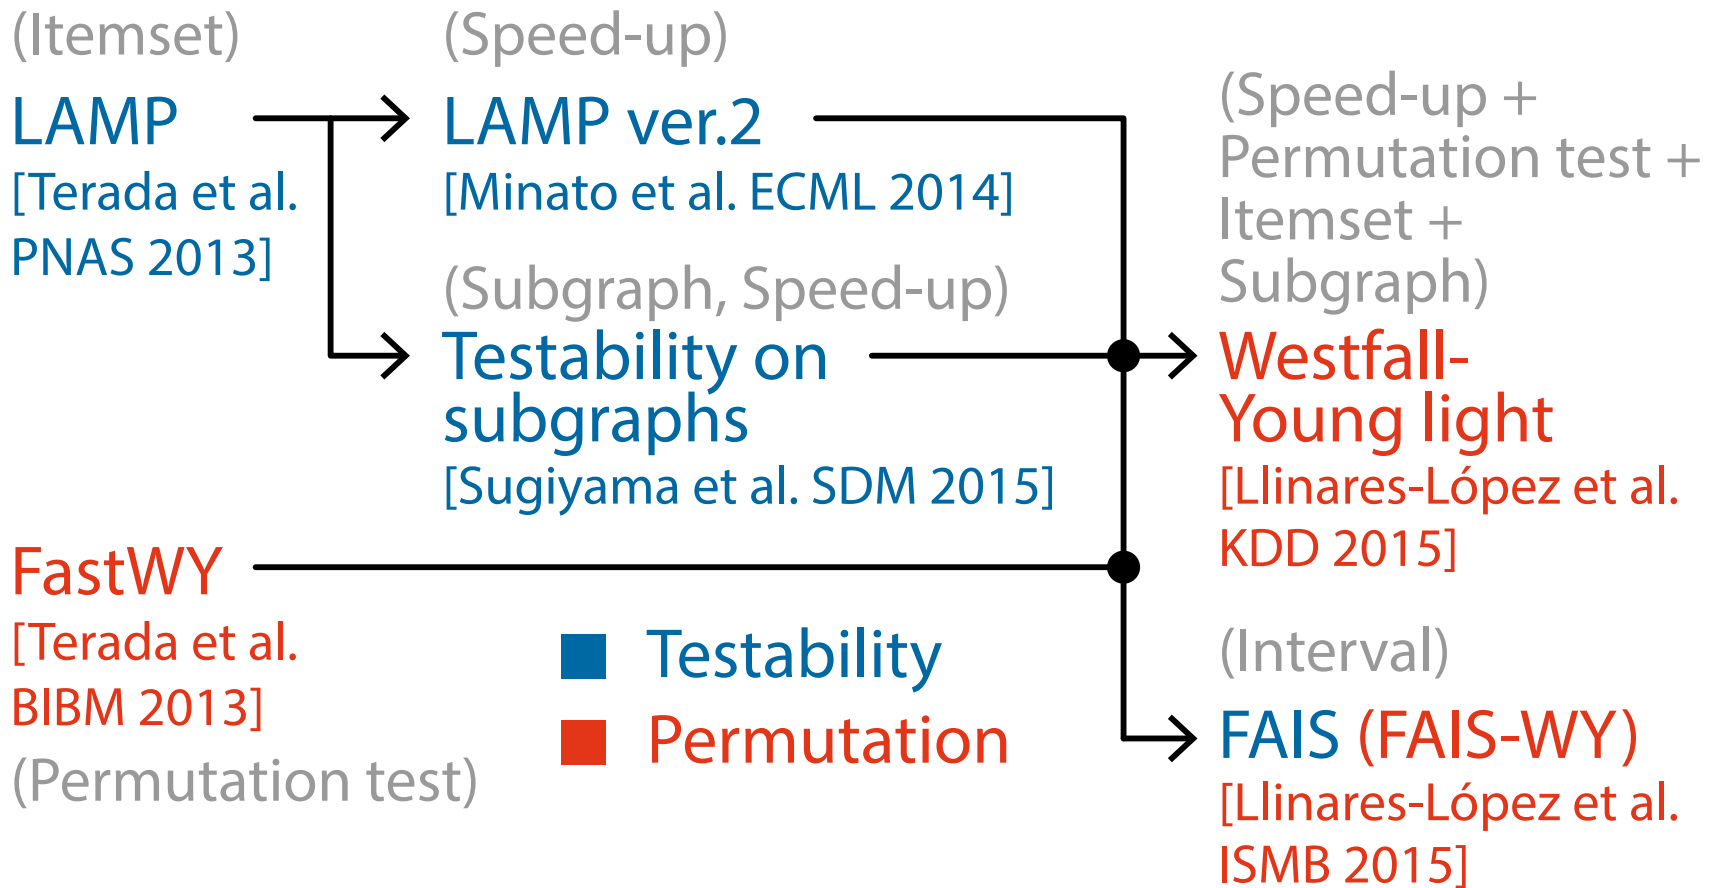 (Itemset)
LAMP
[Terada et al.
PNAS 2013]
(Speed-up)
LAMP ver.2
[Minato et al. ECML 2014]
(Subgraph, Speed-up)
Testability on
subgraphs
[Sugiyama et al. SDM 2015]
(Speed-up +
Permutation test +
Itemset +
Subgraph)
Westfall-
Young light
[Llinares-López et al.
KDD 2015]
FastWY
[Terada et al.
BIBM 2013]
(Permutation test)
Testability
Permutation
(Interval)
FAIS (FAIS-WY)
[Llinares-López et al.
ISMB 2015]